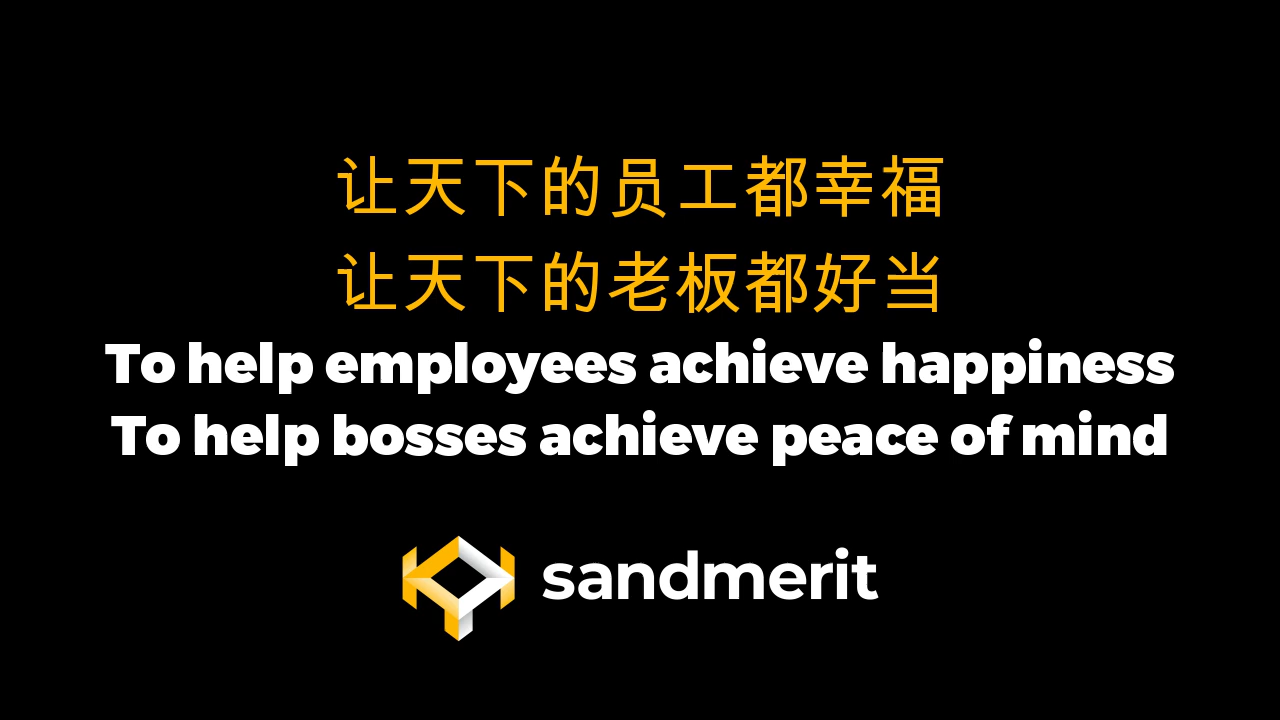 让天下的员工都幸福
让天下的老板都好当
To help employees achieve happiness
To help bosses achieve peace of mind
sandmerit